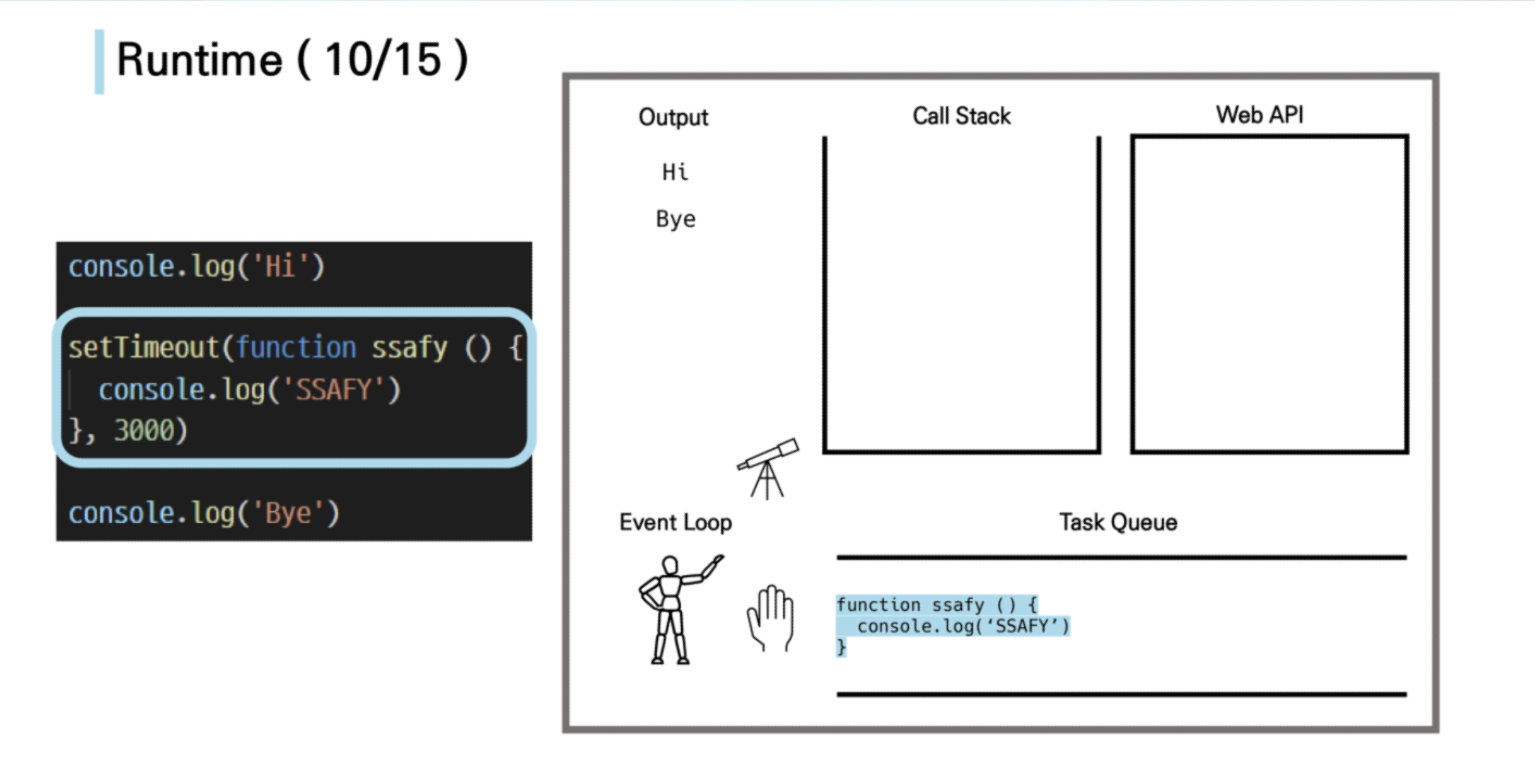 Runtime ( 10/15 )
console.log('Hi')
setTimeout(function ssafy () {
  console.log('SSAFY')
}, 3000)
console.log('Bye')
Output
Hi
Bye
Call Stack
Web API
Event Loop
Task Queue
function ssafy () {
  console.log(‘SSAFY’)
}